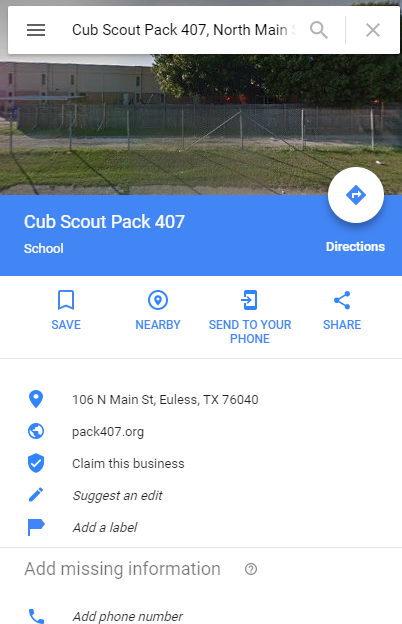 Cub Scout Pack 407, North Main
Cub Scout Pack 407
School
Directions
SAVE
NEARBY
SEND TO YOUR
PHONE
SHARE
106 N Main St, Euless, TX 76040
pack407.org
Claim this business
Suggest an edit
Add a label
Add missing information
Add phone number